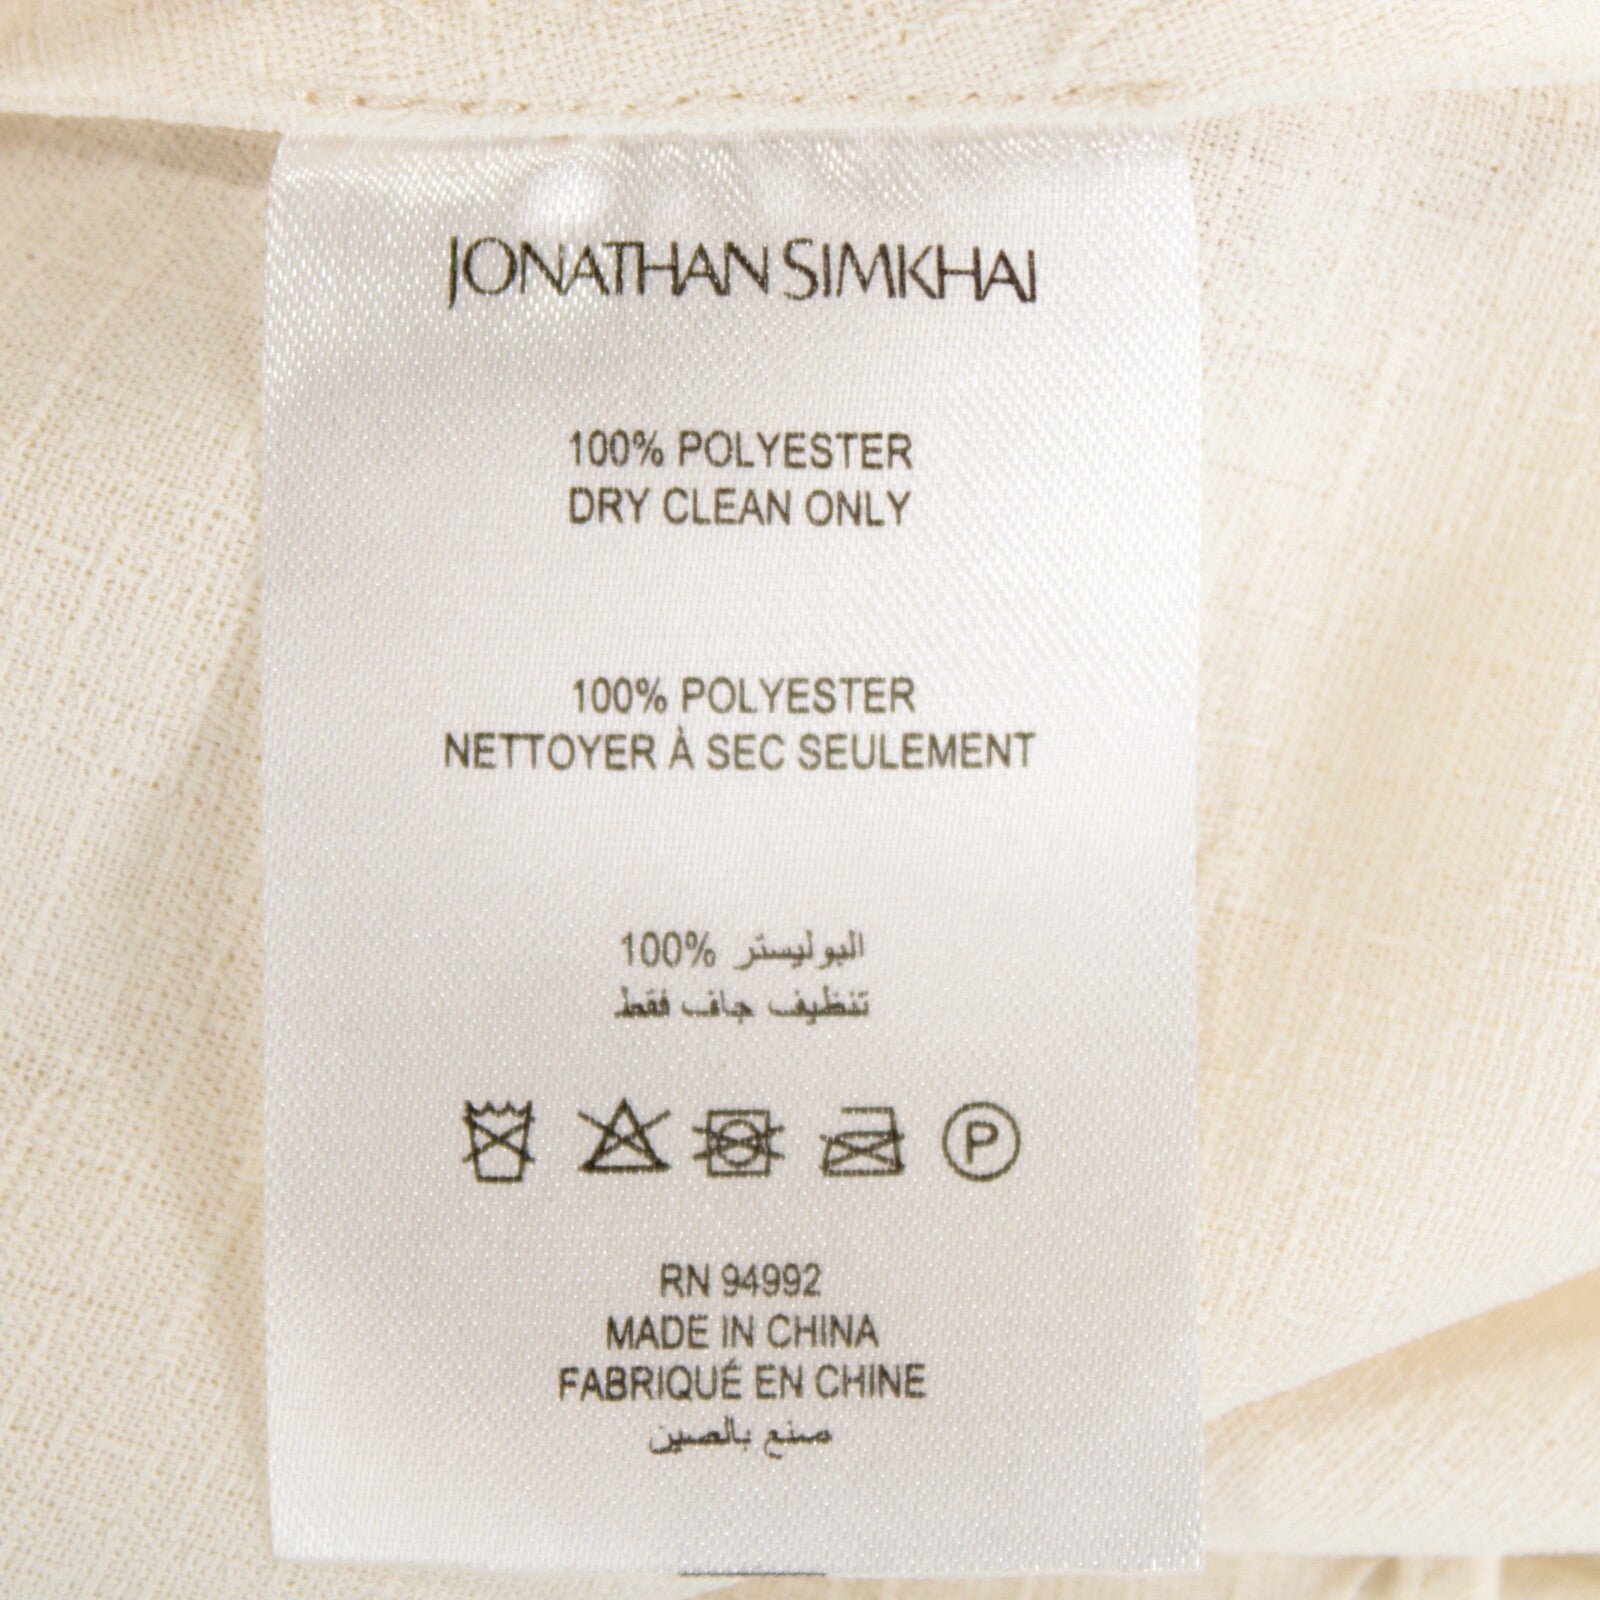 JONATHAN SIMKHAI
100% POLYESTER
DRY CLEAN ONLY
100% POLYESTER
NETTOYER À SEC SEULEMENT
البوليستر 100%
تنظيف جاف فقط
P
RN 94992
MADE IN CHINA
FABRIQUÉ EN CHINE
صنع بالصين